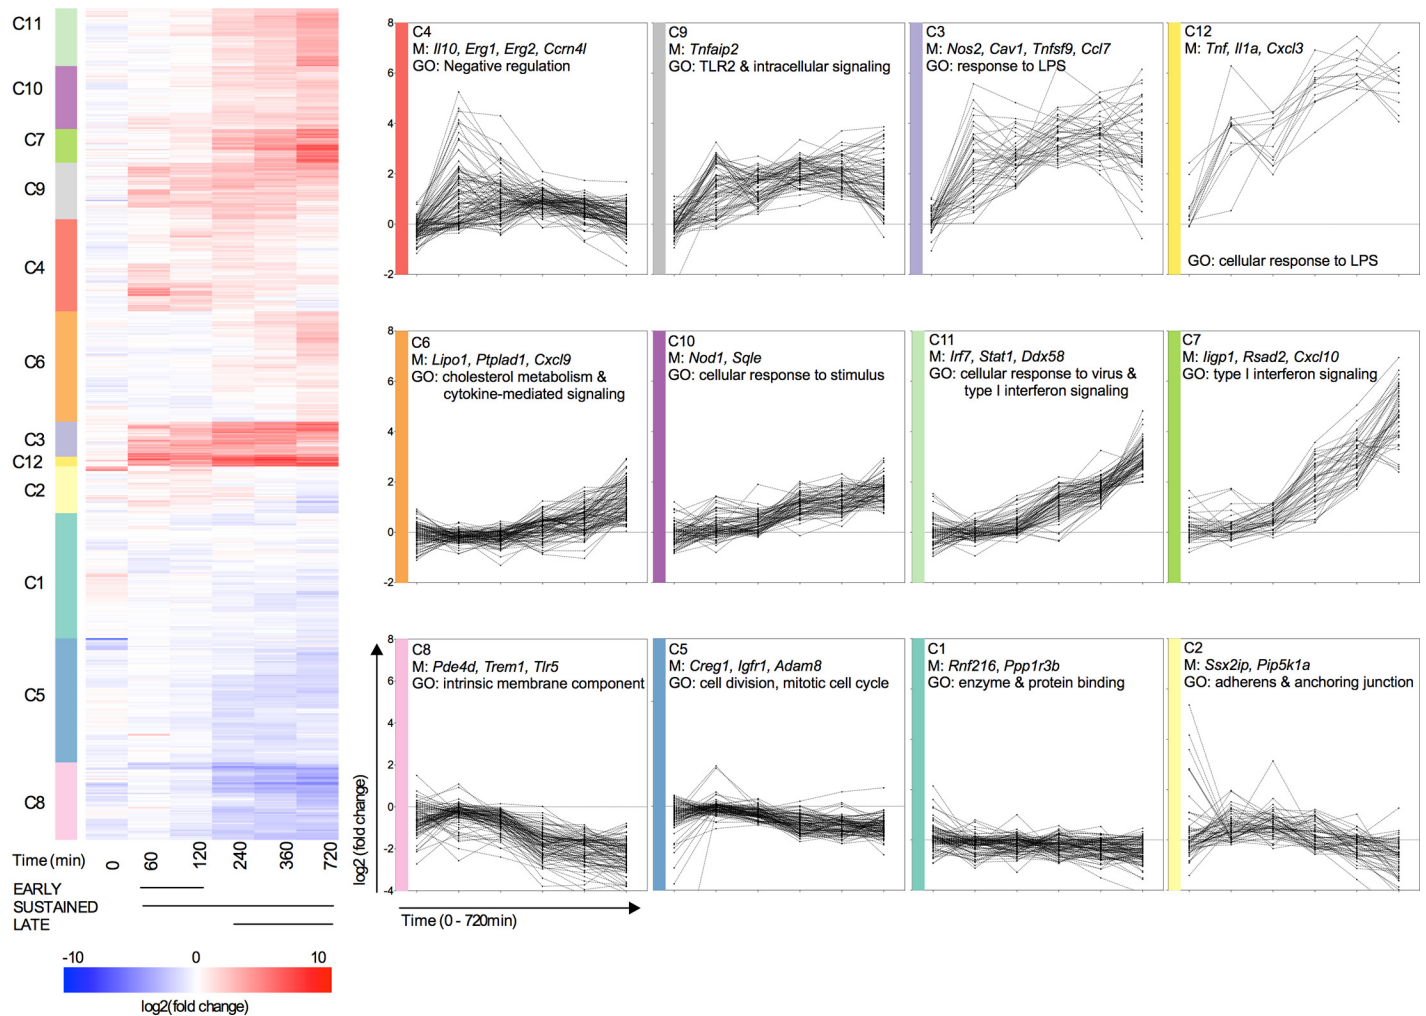 C11
C10
C7
C9
C4
C6
C3
C12
C2
C1
C5
C8
Time (min)
0
60
120
240
360
720
EARLY
SUSTAINED
LATE
-10
0
10
log2(fold change)
8
6
4
2
0
-2
C4
M: Il10, Erg1, Erg2, Ccrn4l
GO: Negative regulation
C9
M: Tnfaip2
GO: TLR2 & intracellular signaling
C3
M: Nos2, Cav1, Tnfsf9, Ccl7
GO: response to LPS
C12
M: Tnf, Il1a, Cxcl3
GO: cellular response to LPS
8
6
4
2
0
-2
C6
M: Lipo1, Ptplad1, Cxcl9
GO: cholesterol metabolism &
cytokine-mediated signaling
C10
M: Nod1, Sqle
GO: cellular response to stimulus
C11
M: Irf7, Stat1, Ddx58
GO: cellular response to virus &
type I interferon signaling
C7
M: Iigp1, Rsad2, Cxcl10
GO: type I interferon signaling
8
6
4
2
0
-2
-4
log2(fold change)
C8
M: Pde4d, Trem1, Tlr5
GO: intrinsic membrane component
C5
M: Creg1, Igfr1, Adam8
GO: cell division, mitotic cell cycle
C1
M: Rnf216, Ppp1r3b
GO: enzyme & protein binding
C2
M: Ssx2ip, Pip5k1a
GO: adherens & anchoring junction
Time (0 - 720min)